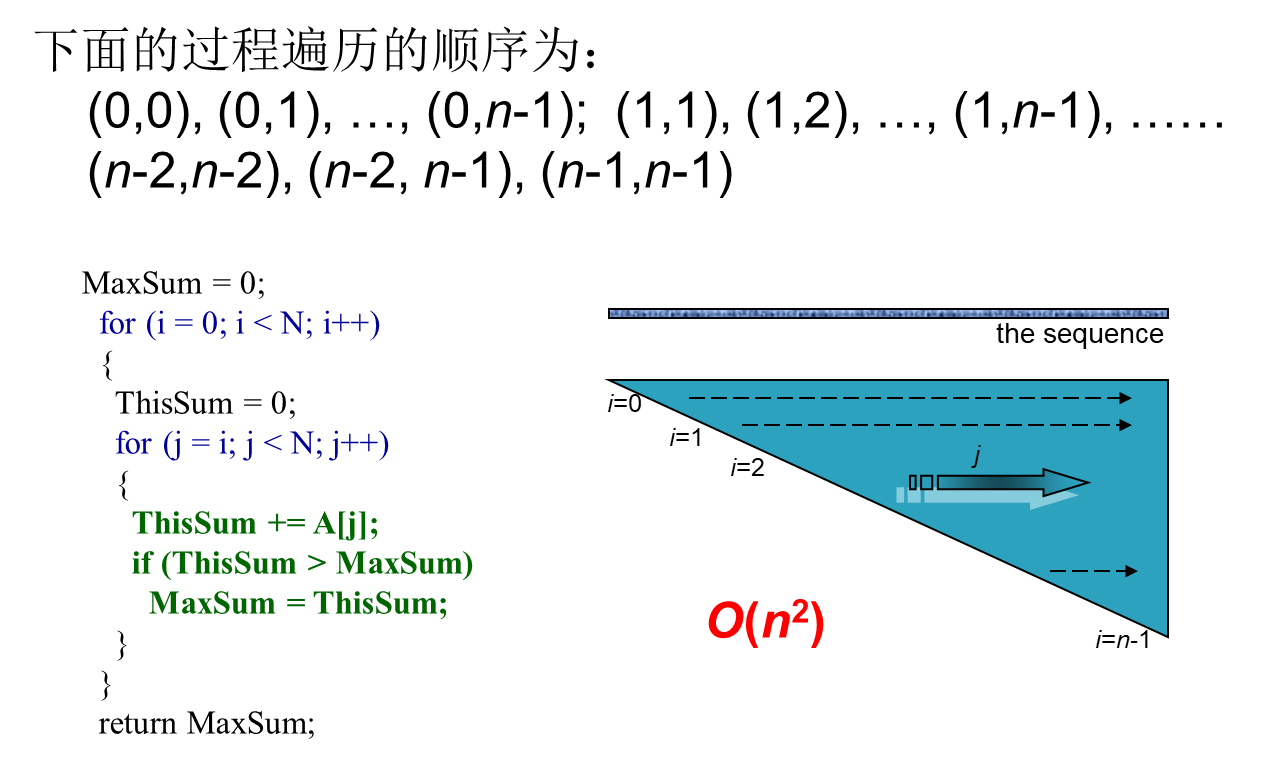 下面的过程遍历的顺序为：
(0,0), (0,1), …, (0,n-1); (1,1), (1,2), …, (1,n-1), ……
(n-2,n-2), (n-2, n-1), (n-1,n-1)
MaxSum = 0;
for (i = 0; i < N; i++)
{
ThisSum = 0;
for (j = i; j < N; j++)
{
ThisSum += A[j];
if (ThisSum > MaxSum)
MaxSum = ThisSum;
}
}
return MaxSum;
the sequence
i=0
i=1
i=2
j
O(n²)
i=n-1